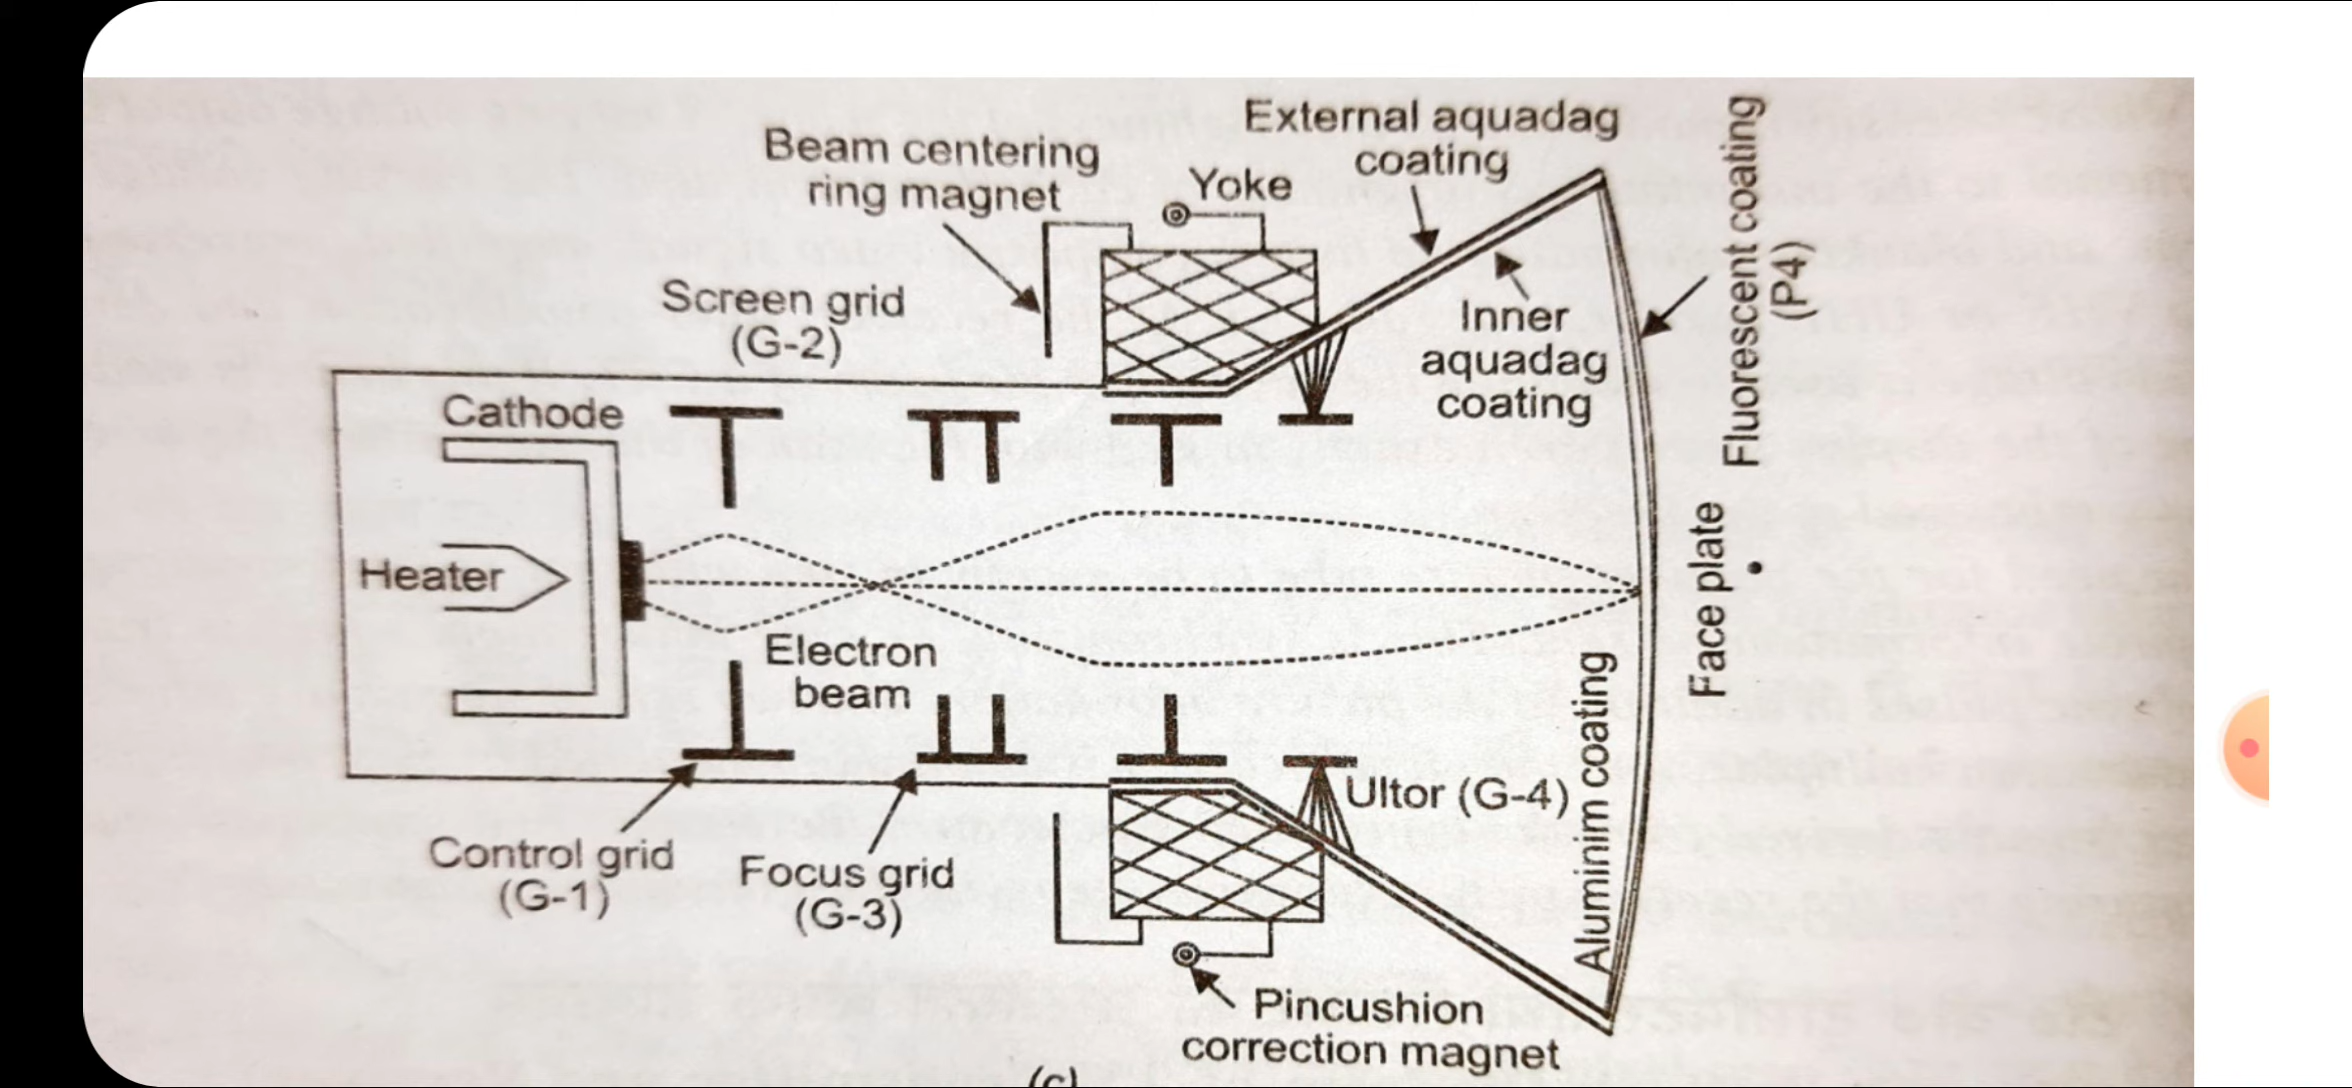 External aquadag
coating
Beam centering
ring magnet
Yoke
Fluorescent coating
(P4)
Screen grid
(G-2)
Inner
aquadag
coating
Cathode
Heater
Face plate
Electron
beam
Aluminim coating
Ultor (G-4)
Control grid
(G-1)
Focus grid
(G-3)
Pincushion
correction magnet
(c)